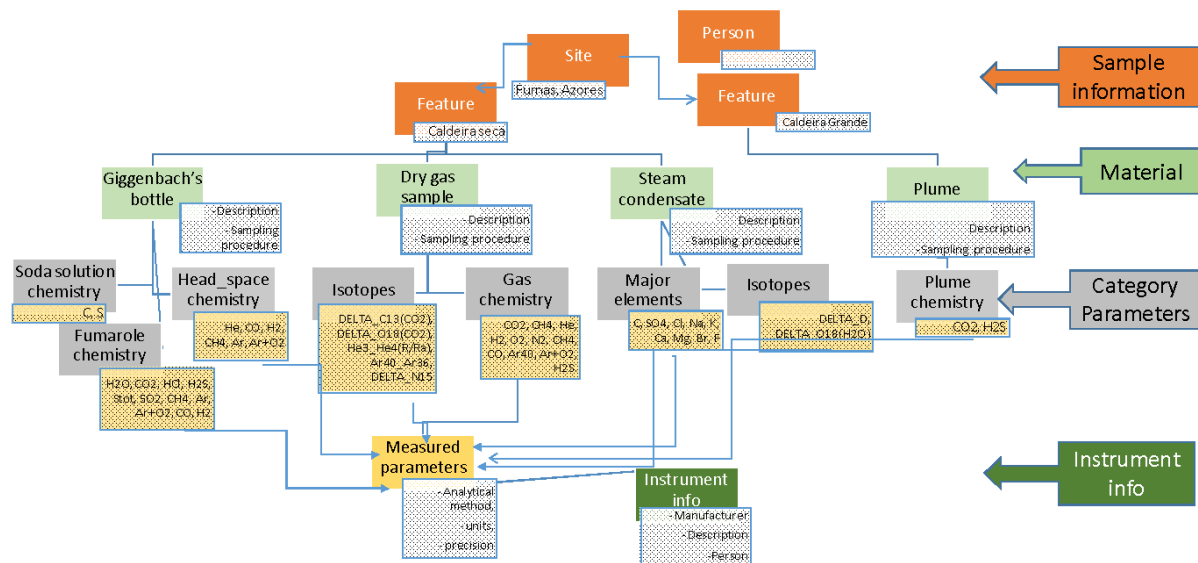 Person
Site
Furnas, Azores
Sample
information
Feature
Caldeira seca
Feature
Caldeira Grande
Giggenbach's
bottle
-Description
-Sampling
procedure
Dry gas
sample
-Description
-Sampling procedure
Steam
condensate
Description
-Sampling procedure
Plume
Description
-Sampling procedure
Material
Soda solution
chemistry
C, S
Head_space
chemistry
He, CO, H2,
CH4, Ar, Ar+O2
Fumarole
chemistry
H2O, CO2, HCl, H2S,
Stot, SO2, CH4, Ar,
Ar+O2, CO, H2
Isotopes
DELTA_C13(CO2),
DELTA_O18(CO2),
He3_He4(R/Ra),
Ar40_Ar36,
DELTA_N15
Gas
chemistry
CO2, CH4, He,
H2, O2, N2, CH4,
CO, Ar40, Ar+O2,
H2S
Major
elements
C, SO4, Cl, Na, K,
Ca, Mg, Br, F
Isotopes
DELTA_D,
DELTA_O18(H2O)
Plume
chemistry
CO2, H2S
Category
Parameters
Measured
parameters
-Analytical
method,
-units,
-precision
Instrument
info
-Manufacturer
-Description
-Person
Instrument
info